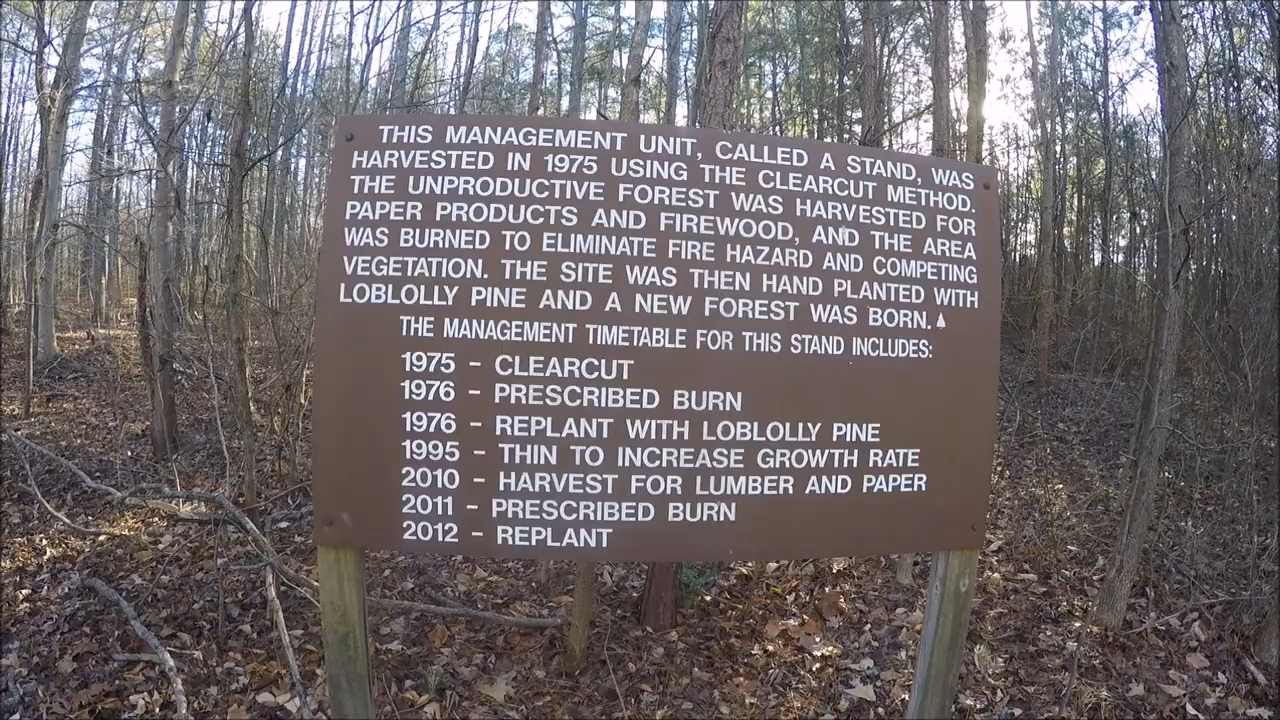 THIS MANAGEMENT UNIT, CALLED A STAND, WAS
HARVESTED IN 1975 USING THE CLEARCUT METHOD.
THE UNPRODUCTIVE FOREST WAS HARVESTED FOR
PAPER PRODUCTS AND FIREWOOD, AND THE AREA
WAS BURNED TO ELIMINATE FIRE HAZARD AND COMPETING
VEGETATION. THE SITE WAS THEN HAND PLANTED WITH
LOBLOLLY PINE AND A NEW FOREST WAS BORN.
THE MANAGEMENT TIMETABLE FOR THIS STAND INCLUDES:
1975 - CLEARCUT
1976 - PRESCRIBED BURN
1976 - REPLANT WITH LOBLOLLY PINE
1995 - THIN TO INCREASE GROWTH RATE
2010 - HARVEST FOR LUMBER AND PAPER
2011 - PRESCRIBED BURN
2012 - REPLANT